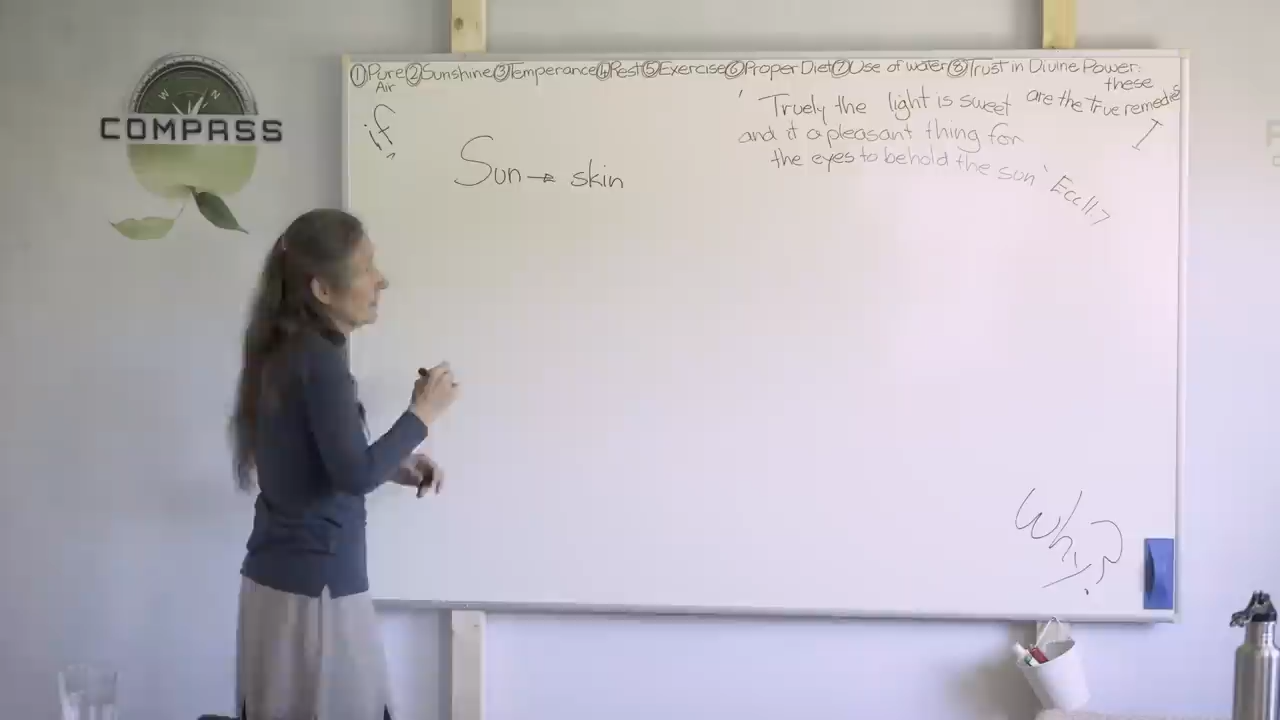 W N
COMPASS
①Pure ②Sunshine ③Temperance ④Rest ⑤Exercise ⑥Proper Diet ⑦Use of water ⑧Trust in Divine Power:
Air
these
are the true remedies
if
' Truely the light is sweet
and it a pleasant thing for
the eyes to behold the sun' Ecc 11:7
Sun → skin
Why?